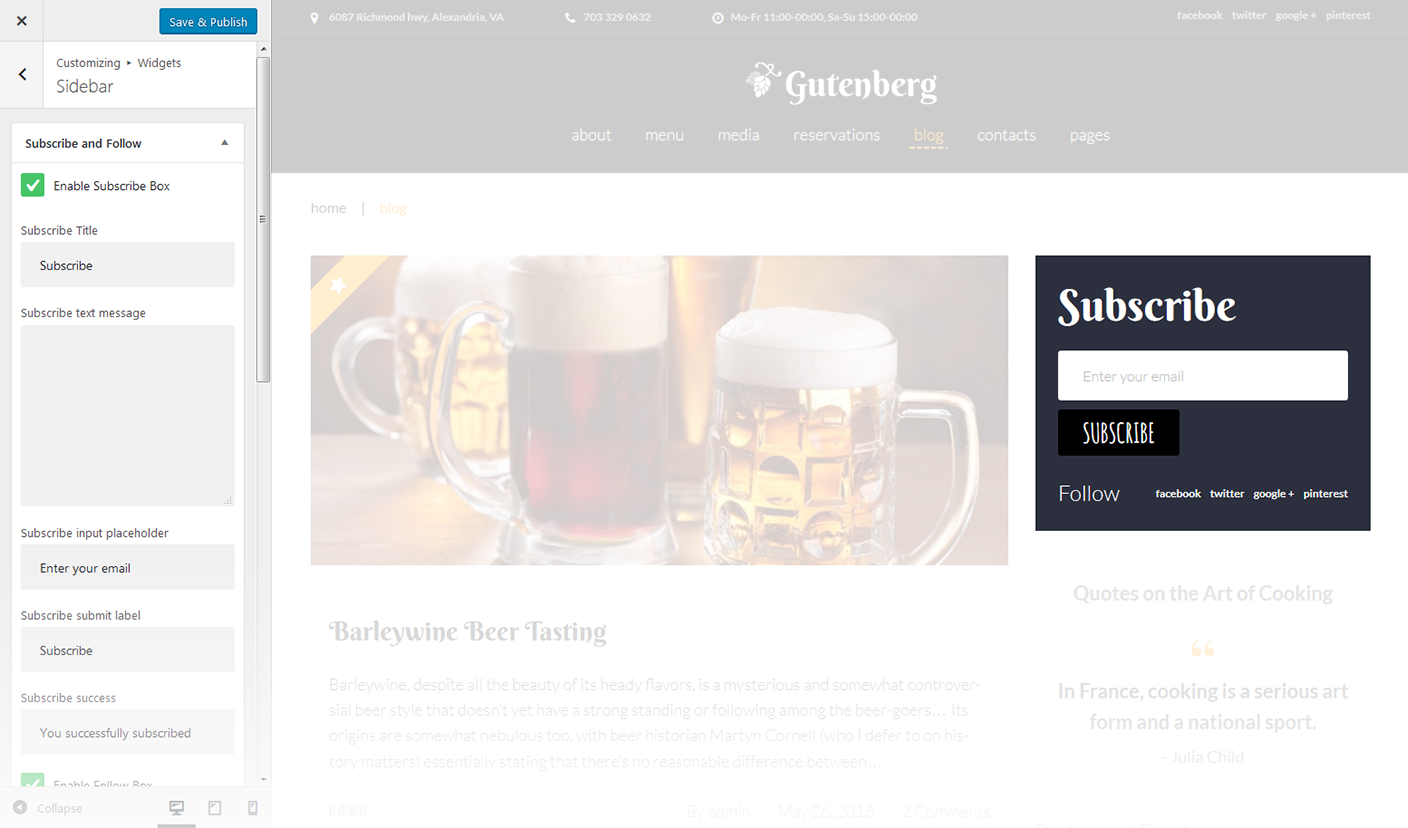 Save & Publish
Customizing ▸ Widgets
Sidebar
Subscribe and Follow
Enable Subscribe Box
Subscribe Title
Subscribe
Subscribe text message
Subscribe input placeholder
Enter your email
Subscribe submit label
Subscribe
Subscribe success
You successfully subscribed
Enable Follow Box
Collapse
6087 Richmond hwy, Alexandria, VA
703 329 0632
Mo-Fr 11:00-00:00, Sa-Su 15:00-00:00
facebook twitter google + pinterest
Gutenberg
about menu media reservations blog contacts pages
home | blog
Barleywine Beer Tasting
Barleywine, despite all the beauty of its heady flavors, is a mysterious and somewhat controver-
sial beer style that doesn't yet have a strong standing or following among the beer-goers… Its
origins are somewhat nebulous too, with beer historian Martyn Cornell (who I defer to on his-
tory matters) essentially stating that there's no reasonable difference between…
READ MORE
By admin May 26, 2016 2 Comments
Subscribe
Enter your email
SUBSCRIBE
Follow facebook twitter google + pinterest
Quotes on the Art of Cooking
“
In France, cooking is a serious art
form and a national sport.
- Julia Child